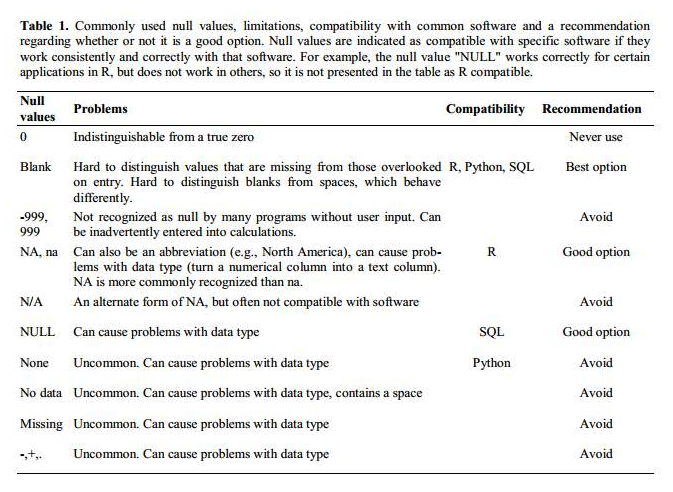 Table 1. Commonly used null values, limitations, compatibility with common software and a recommendation
regarding whether or not it is a good option. Null values are indicated as compatible with specific software if they
work consistently and correctly with that software. For example, the null value "NULL" works correctly for certain
applications in R, but does not work in others, so it is not presented in the table as R compatible.
Null
values Problems Compatibility Recommendation
0 Indistinguishable from a true zero Never use
Blank Hard to distinguish values that are missing from those overlooked R, Python, SQL Best option
on entry. Hard to distinguish blanks from spaces, which behave
differently.
-999, Not recognized as null by many programs without user input. Can Avoid
999 be inadvertently entered into calculations.
NA, na Can also be an abbreviation (e.g., North America), can cause prob- R Good option
lems with data type (turn a numerical column into a text column).
NA is more commonly recognized than na.
N/A An alternate form of NA, but often not compatible with software Avoid
NULL Can cause problems with data type SQL Good option
None Uncommon. Can cause problems with data type Python Avoid
No data Uncommon. Can cause problems with data type, contains a space Avoid
Missing Uncommon. Can cause problems with data type Avoid
-,+,. Uncommon. Can cause problems with data type Avoid